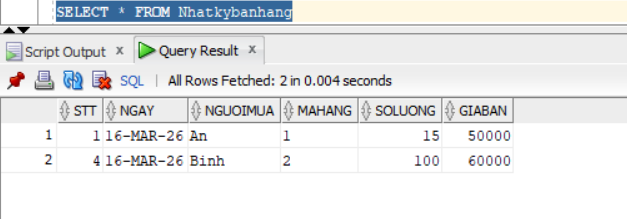 SELECT * FROM Nhatkybanhang
Script Output x Query Result x
SQL | All Rows Fetched: 2 in 0.004 seconds
STT NGAY NGUOIMUA MAHANG SOLUONG GIABAN
1 1 16-MAR-26 An 1 15 50000
2 4 16-MAR-26 Binh 2 100 60000